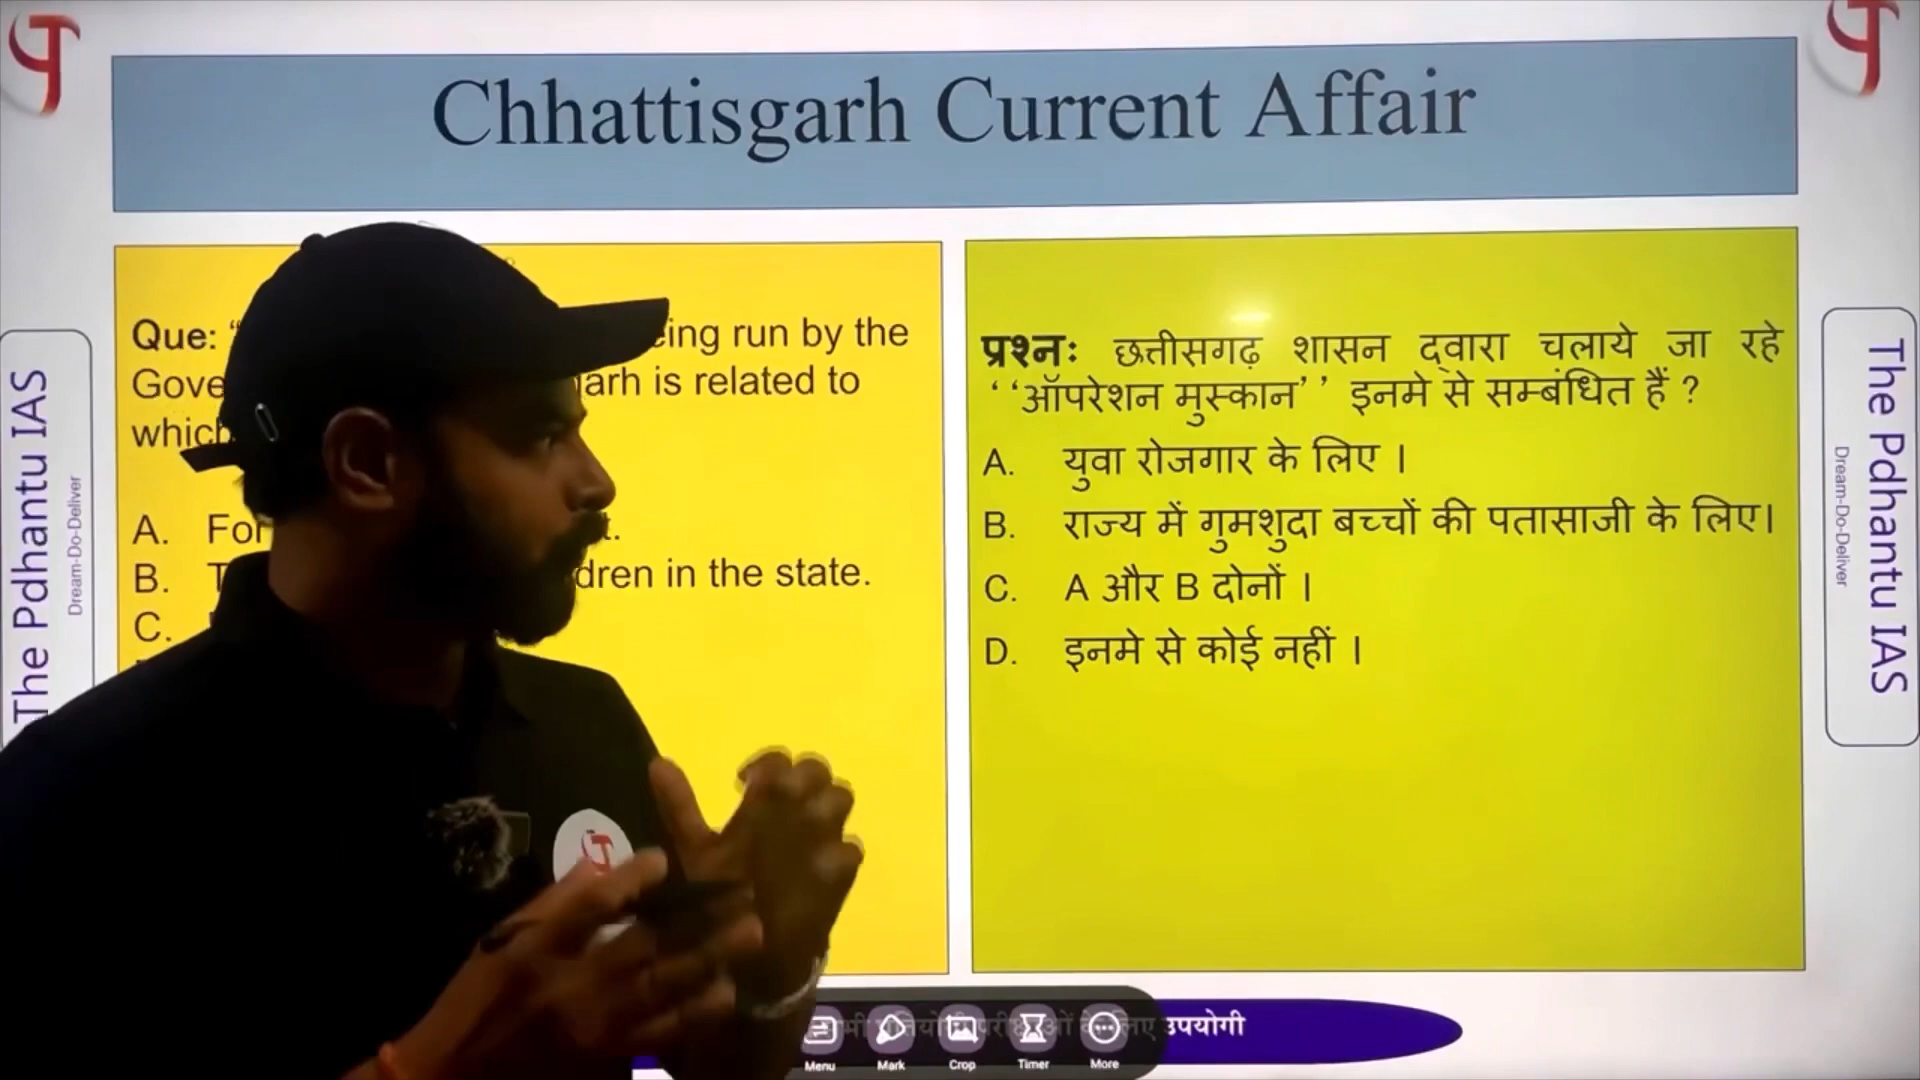 Chhattisgarh Current Affair
Que: "
eing run by the
Gove
arh is related to
which
A. For
t.
B. T
dren in the state.
C.
प्रश्नः छत्तीसगढ़ शासन द्वारा चलाये जा रहे
‘‘ऑपरेशन मुस्कान’’ इनमे से सम्बंधित हैं ?
A. युवा रोजगार के लिए ।
B. राज्य में गुमशुदा बच्चों की पतासाजी के लिए।
C. A और B दोनों ।
D. इनमे से कोई नहीं ।
The Pdhantu IAS
Dream-Do-Deliver
The Pdhantu IAS
Dream-Do-Deliver
उपयोगी
Menu Mark Crop Timer More